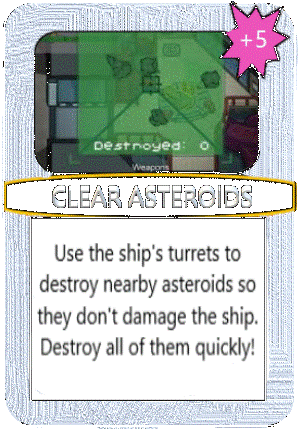 +5
Destroyed: 0
Weapons
CLEAR ASTEROIDS
Use the ship's turrets to
destroy nearby asteroids so
they don't damage the ship.
Destroy all of them quickly!